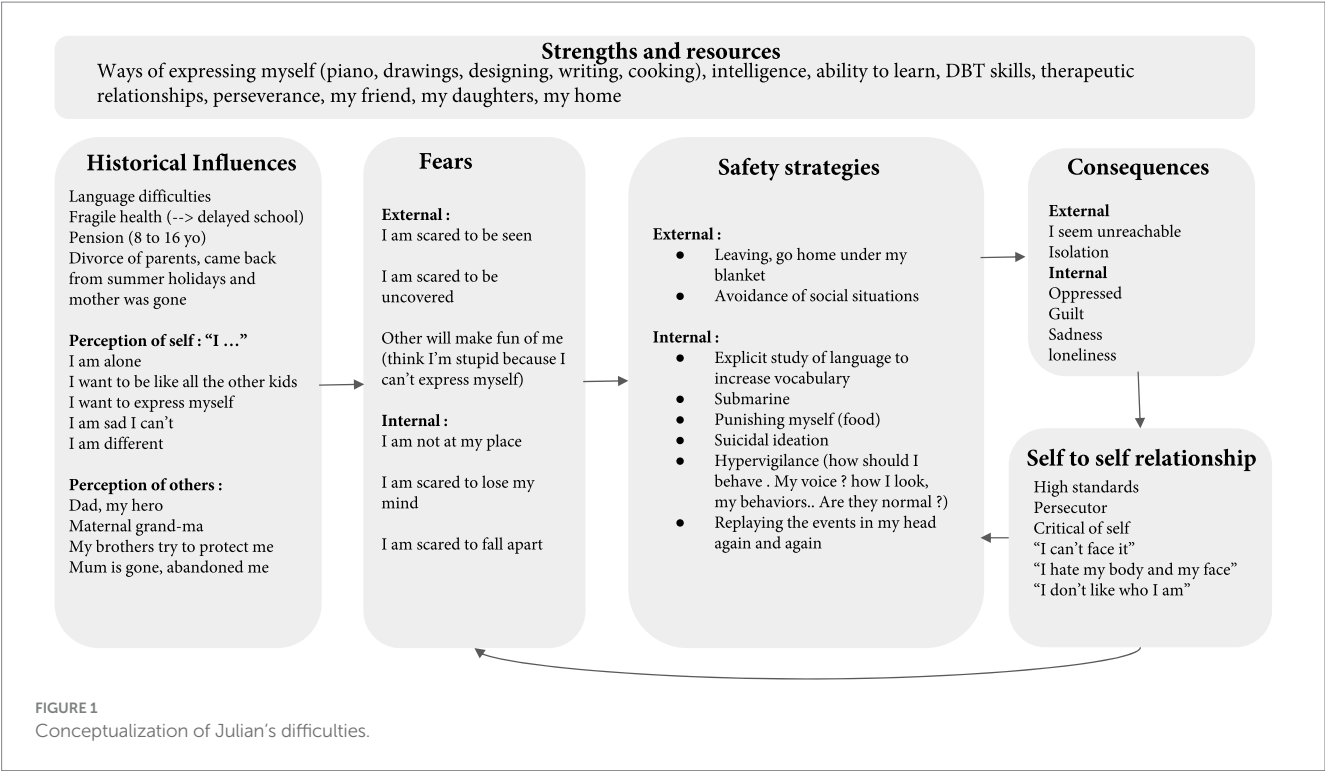 Strengths and resources
Ways of expressing myself (piano, drawings, designing, writing, cooking), intelligence, ability to learn, DBT skills, therapeutic
relationships, perseverance, my friend, my daughters, my home
Historical Influences
Language difficulties
Fragile health (--> delayed school)
Pension (8 to 16 yo)
Divorce of parents, came back
from summer holidays and
mother was gone
Perception of self : “I …”
I am alone
I want to be like all the other kids
I want to express myself
I am sad I can’t
I am different
Perception of others :
Dad, my hero
Maternal grand-ma
My brothers try to protect me
Mum is gone, abandoned me
Fears
External :
I am scared to be seen
I am scared to be
uncovered
Other will make fun of me
(think I’m stupid because I
can’t express myself)
Internal :
I am not at my place
I am scared to lose my
mind
I am scared to fall apart
Safety strategies
External :
● Leaving, go home under my
blanket
● Avoidance of social situations
Internal :
● Explicit study of language to
increase vocabulary
● Submarine
● Punishing myself (food)
● Suicidal ideation
● Hypervigilance (how should I
behave . My voice ? how I look,
my behaviors.. Are they normal ?)
● Replaying the events in my head
again and again
Consequences
External
I seem unreachable
Isolation
Internal
Oppressed
Guilt
Sadness
loneliness
Self to self relationship
High standards
Persecutor
Critical of self
“I can’t face it”
“I hate my body and my face”
“I don’t like who I am”
FIGURE 1
Conceptualization of Julian’s difficulties.